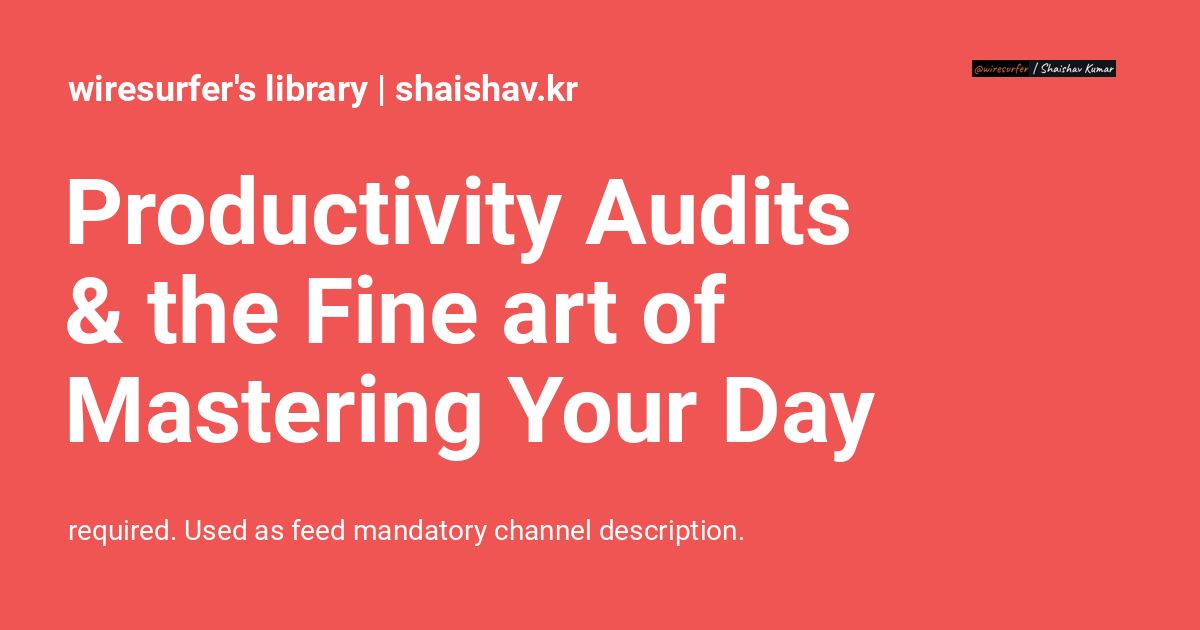 wiresurfer's library | shaishav.kr
@wiresurfer / Shaishav Kumar
Productivity Audits
& the Fine art of
Mastering Your Day
required. Used as feed mandatory channel description.